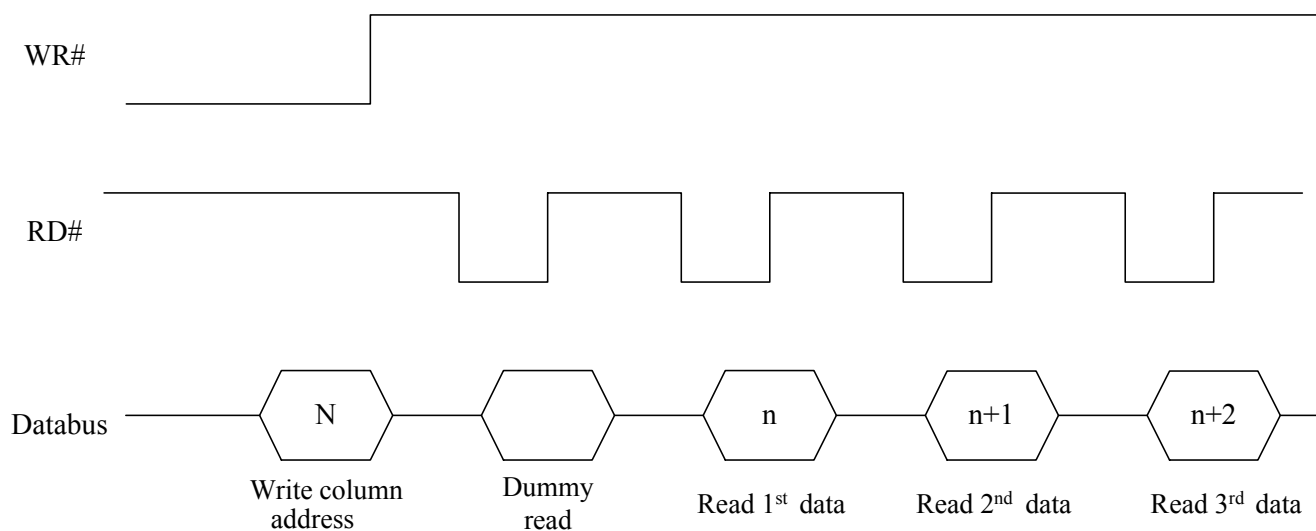 WR#
RD#
Databus
N
n
n+1
n+2
Write column
address
Dummy
read
Read 1st data
Read 2nd data
Read 3rd data